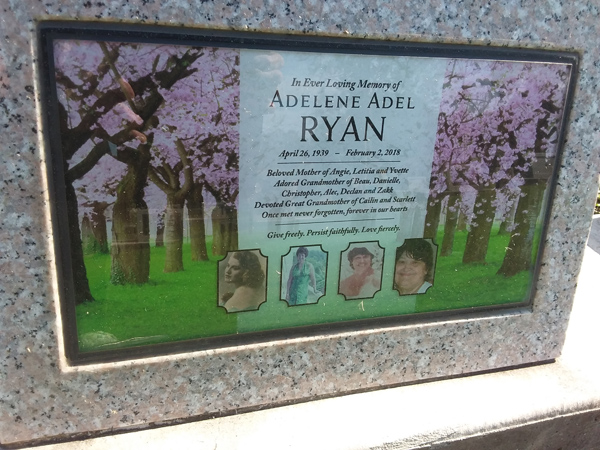 In Ever Loving Memory of
ADELENE ADEL
RYAN
April 26, 1939 – February 2, 2018
Beloved Mother of Angie, Letitia and Yvette
Adored Grandmother of Beau, Danielle,
Christopher, Alec, Declan and Zakk
Devoted Great Grandmother of Cailin and Scarlett
Once met never forgotten, forever in our hearts
Give freely. Persist faithfully. Love fiercely.